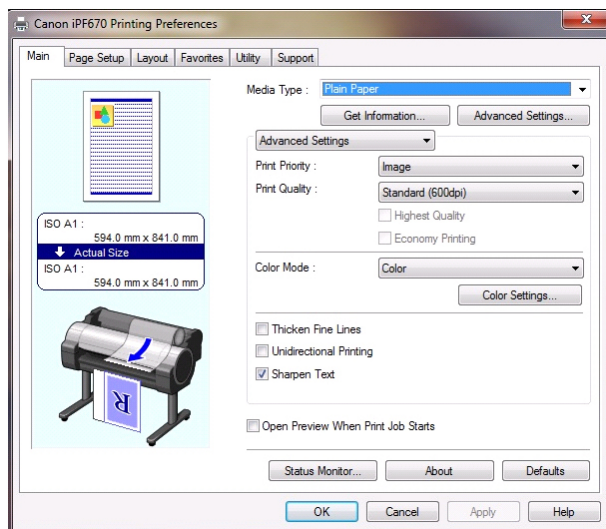 Canon iPF670 Printing Preferences
Main Page Setup Layout Favorites Utility Support
Media Type : Plain Paper
Get Information... Advanced Settings...
Advanced Settings
Print Priority : Image
Print Quality : Standard (600dpi)
Highest Quality
Economy Printing
ISO A1 :
594.0 mm x 841.0 mm
Actual Size
ISO A1 :
594.0 mm x 841.0 mm
Color Mode : Color
Color Settings...
Thicken Fine Lines
Unidirectional Printing
Sharpen Text
R
Open Preview When Print Job Starts
Status Monitor... About Defaults
OK Cancel Apply Help